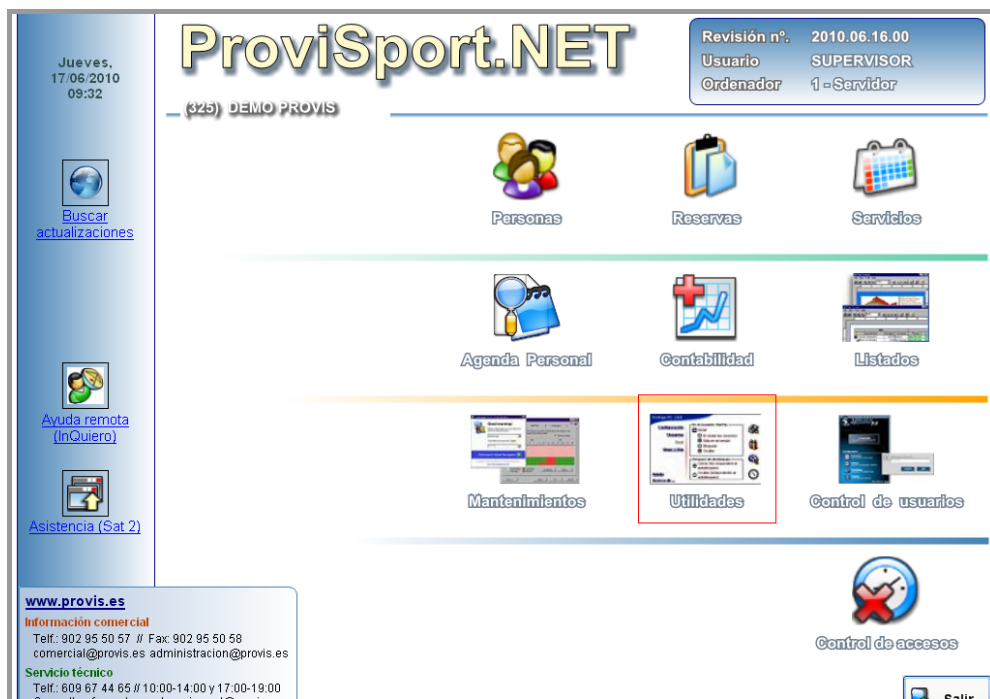 Jueves,
17/06/2010
09:32
ProviSport.NET
(325) DEMO PROVIS
Revisión nº. 2010.06.16.00
Usuario SUPERVISOR
Ordenador 1 - Servidor
Buscar
actualizaciones
Personas
Reservas
Servicios
Agenda Personal
Contabilidad
Listados
Ayuda remota
(InQuiero)
Asistencia (Sat 2)
Mantenimientos
Utilidades
Control de usuarios
Control de accesos
www.provis.es
Información comercial
Telf.: 902 95 50 57 // Fax: 902 95 50 58
comercial@provis.es administracion@provis.es
Servicio técnico
Telf.: 609 67 44 65 // 10:00-14:00 y 17:00-19:00
Salir